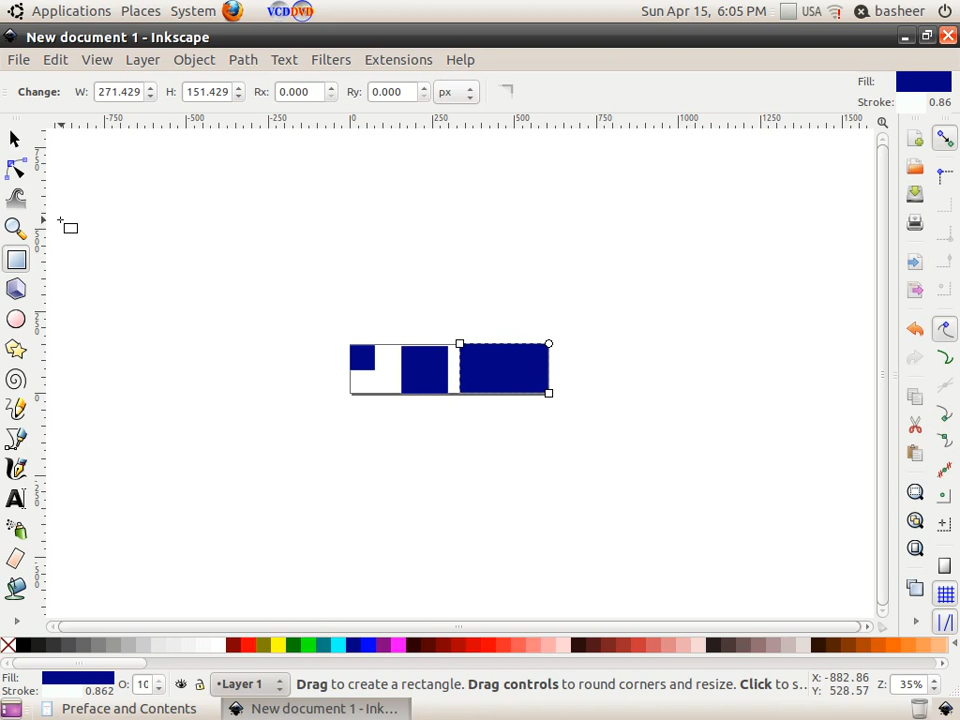 Applications Places System VCDDVD Sun Apr 15, 6:05 PM USA basheer
New document 1 - Inkscape
File Edit View Layer Object Path Text Filters Extensions Help
Change: W: 271.429 H: 151.429 Rx: 0.000 Ry: 0.000 px Fill:
Stroke: 0.86
-750 -500 -250 0 250 500 750 1000 1250 1500
Fill:
Stroke: 0.862 O: 10 •Layer 1 Drag to create a rectangle. Drag controls to round corners and resize. Click to s... X: -882.86 Y: 528.57 Z: 35%
Preface and Contents New document 1 - Ink...